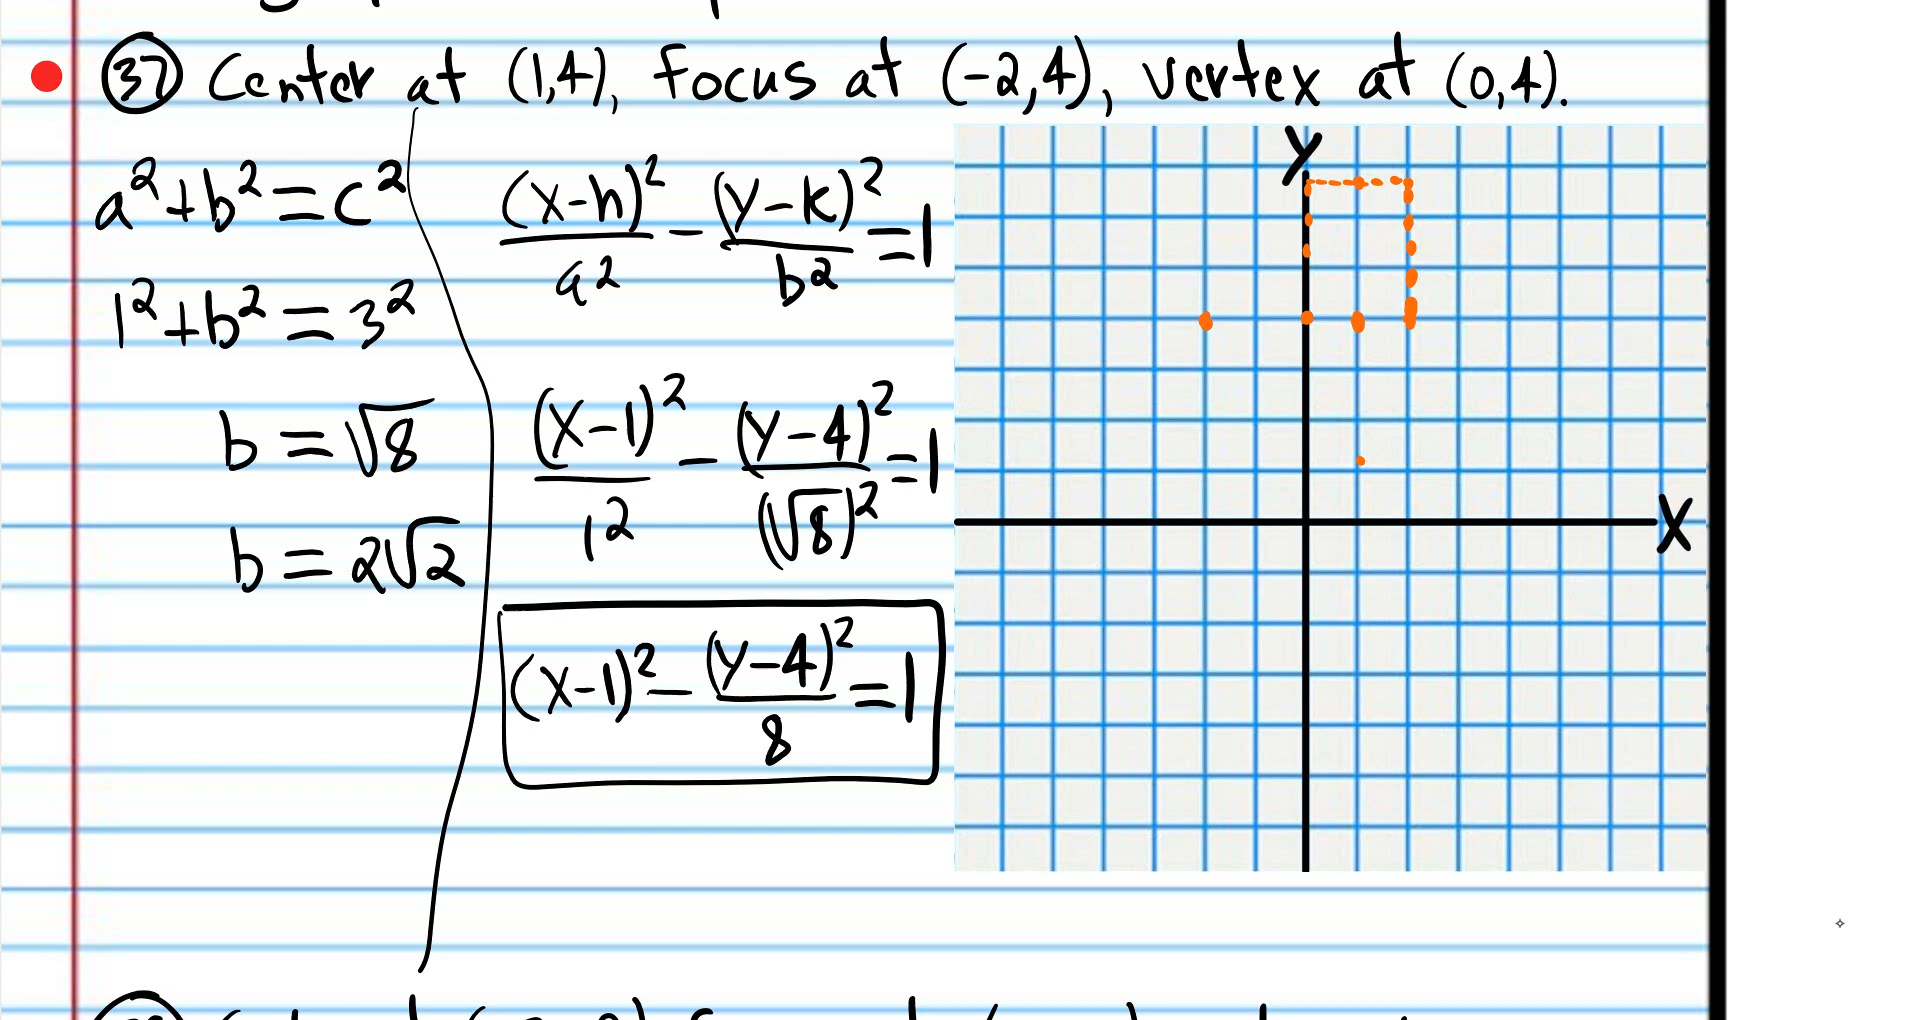 37 Center at (1,4), focus at (-2,4), vertex at (0,4).
a² + b² = c²
1² + b² = 3²
b = √8
b = 2√2
(x-h)²/a² - (y-k)²/b² = 1
(x-1)²/1² - (y-4)²/(√8)² = 1
(x-1)² - (y-4)²/8 = 1
y
x